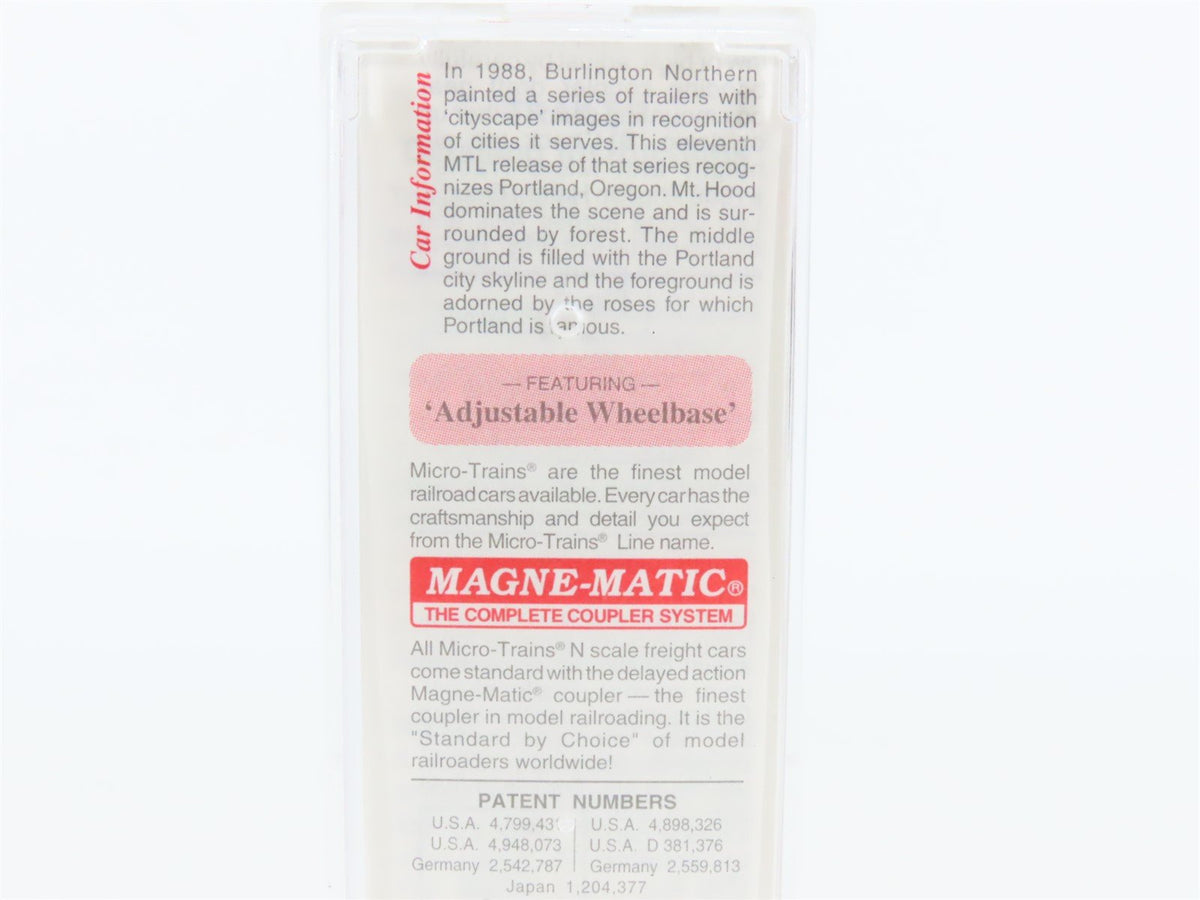 Car Information
In 1988, Burlington Northern
painted a series of trailers with
'cityscape' images in recognition
of cities it serves. This eleventh
MTL release of that series recog-
nizes Portland, Oregon. Mt. Hood
dominates the scene and is sur-
rounded by forest. The middle
ground is filled with the Portland
city skyline and the foreground is
adorned by the roses for which
Portland is famous.
— FEATURING —
'Adjustable Wheelbase'
Micro-Trains® are the finest model
railroad cars available. Every car has the
craftsmanship and detail you expect
from the Micro-Trains® Line name.
MAGNE-MATIC®
THE COMPLETE COUPLER SYSTEM
All Micro-Trains® N scale freight cars
come standard with the delayed action
Magne-Matic® coupler — the finest
coupler in model railroading. It is the
"Standard by Choice" of model
railroaders worldwide!
PATENT NUMBERS
U.S.A. U.S.A. 4,898,326
U.S.A. 4,948,073 U.S.A. D 381,376
Germany 2,542,787 Germany 2,559,813
Japan 1,204,377